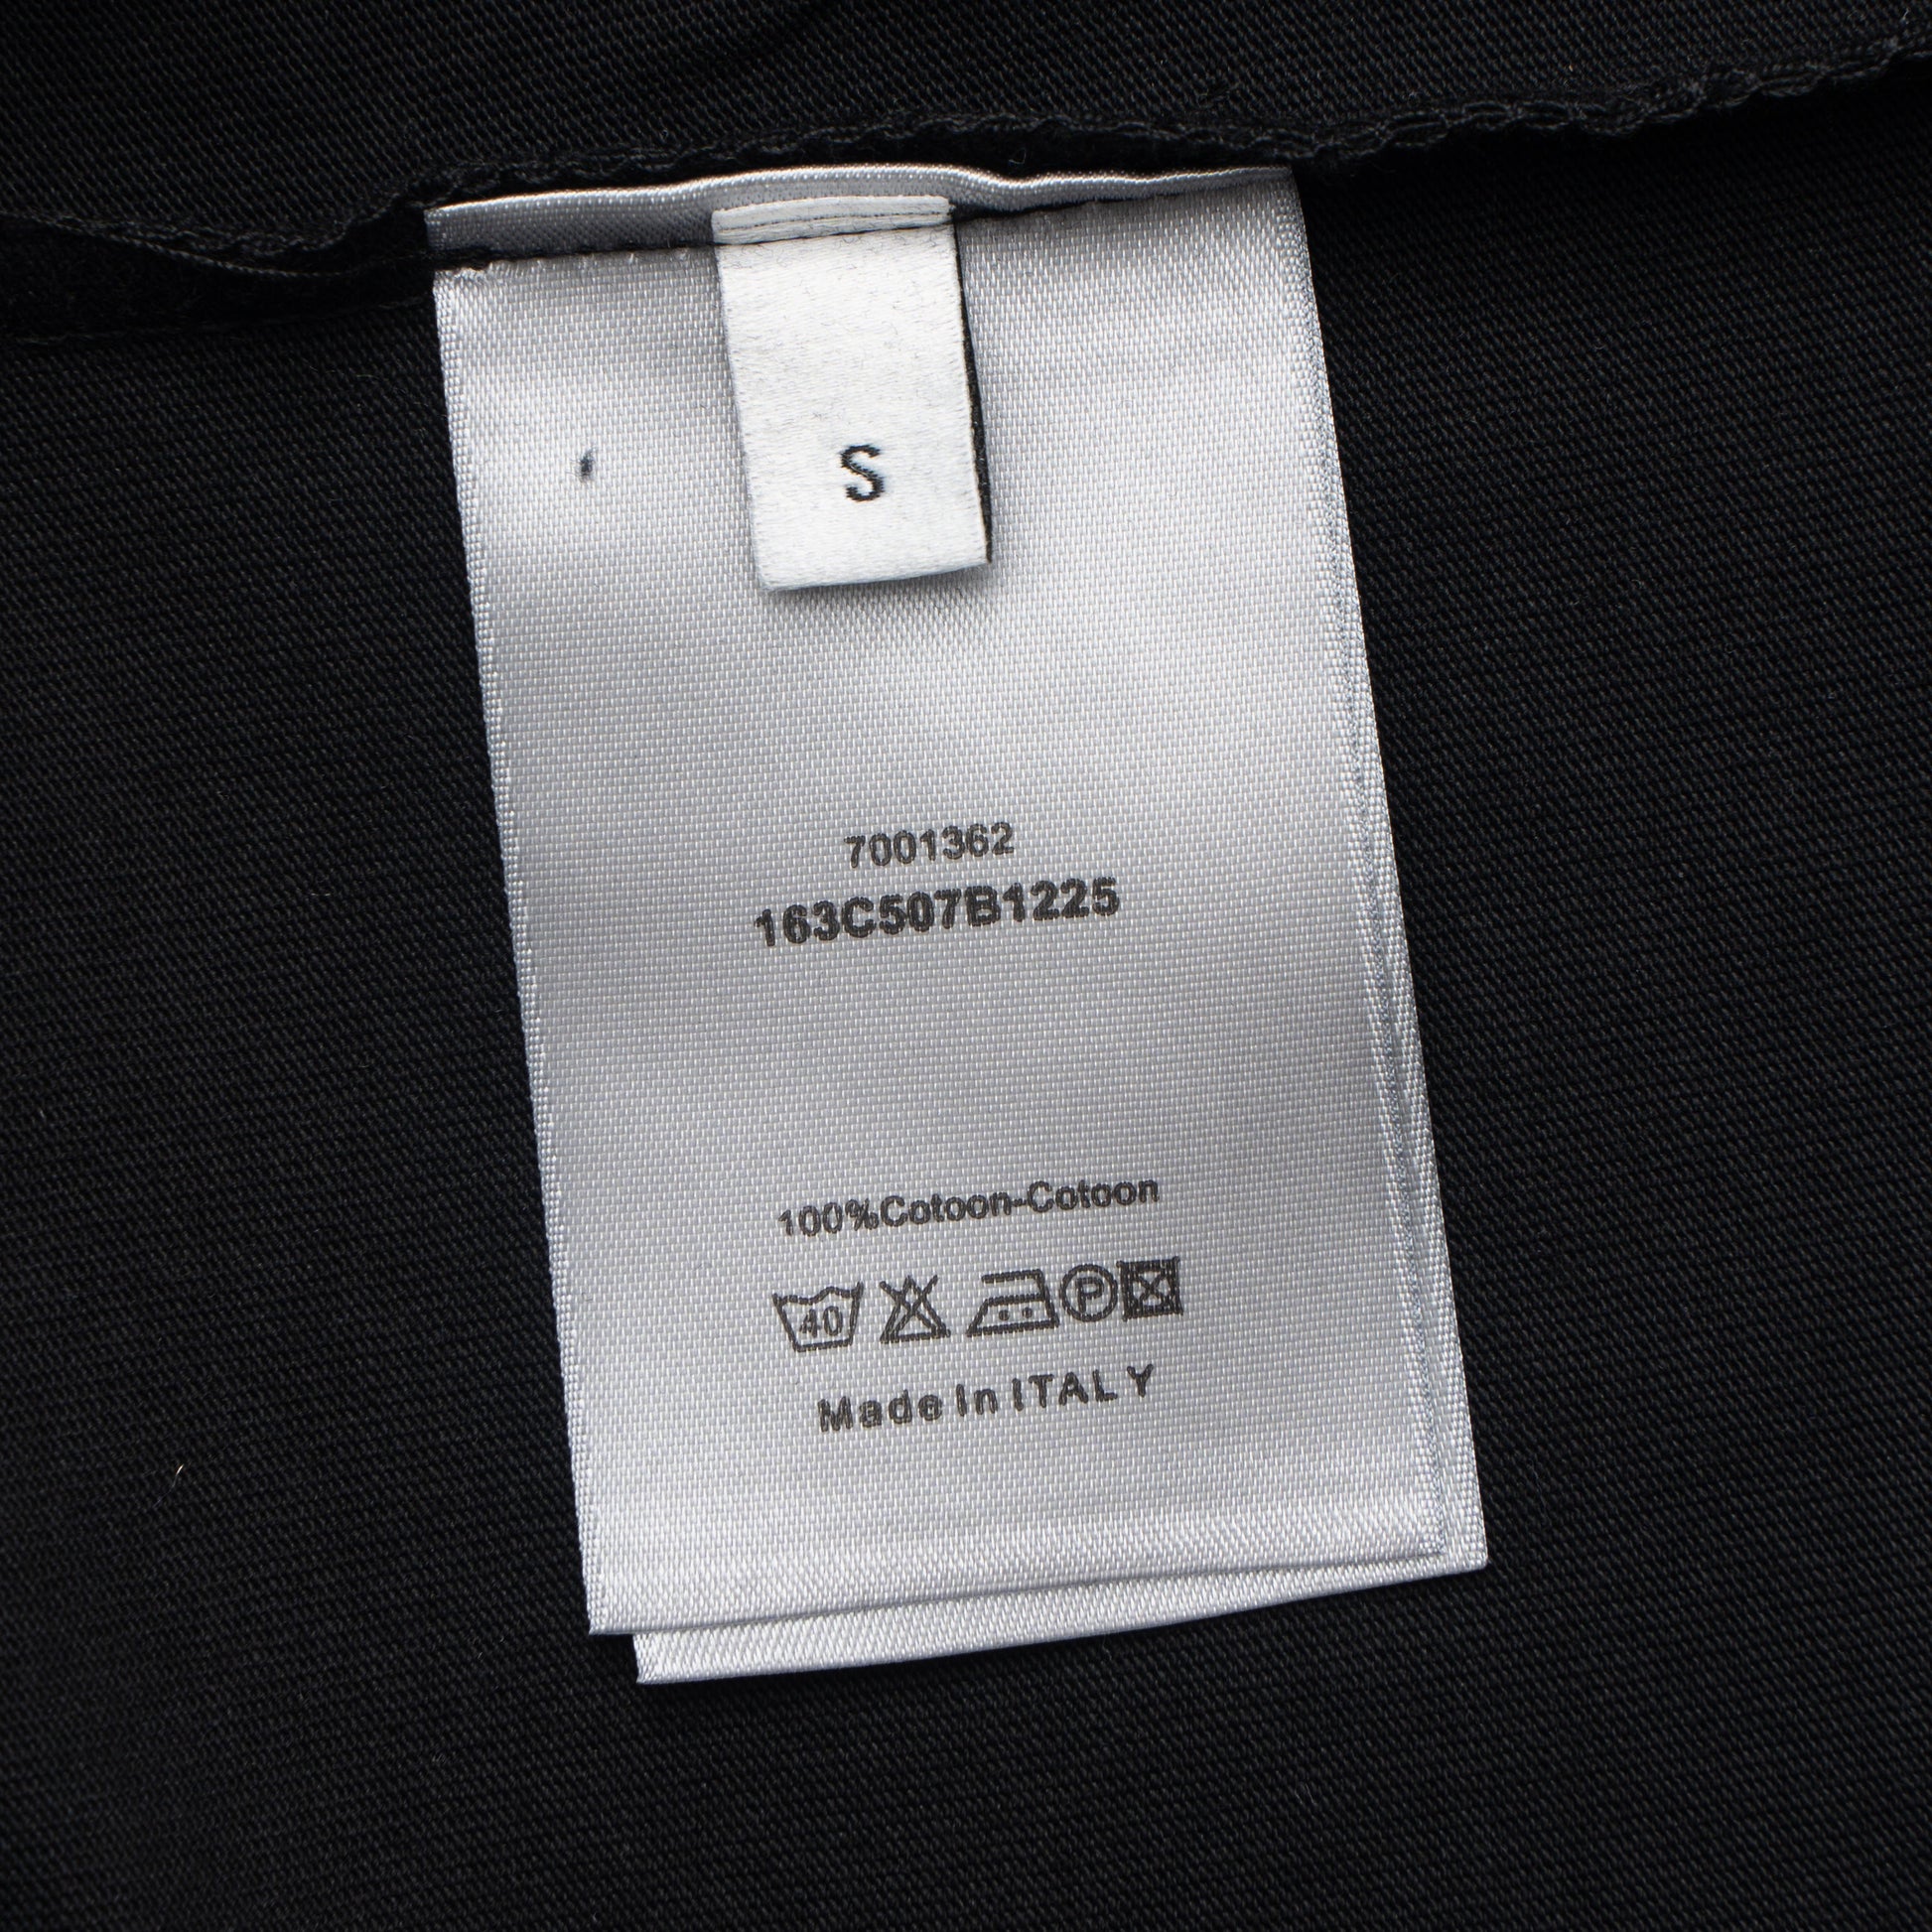 S
7001362
163C507B1225
100%Cotoon-Cotoon
40 P
Made In ITALY